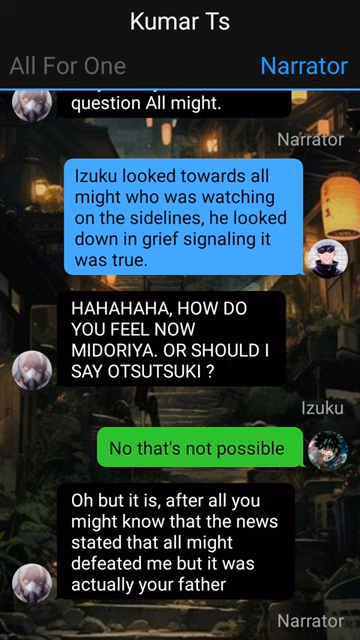 Kumar Ts
All For One
Narrator
question All might.
Narrator
Izuku looked towards all
might who was watching
on the sidelines, he looked
down in grief signaling it
was true.
HAHAHAHA, HOW DO
YOU FEEL NOW
MIDORIYA. OR SHOULD I
SAY OTSUTSUKI ?
Izuku
No that's not possible
Oh but it is, after all you
might know that the news
stated that all might
defeated me but it was
actually your father
Narrator